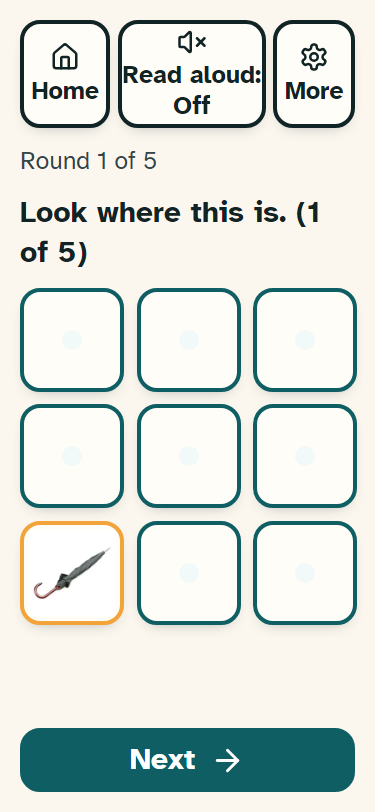 Home
Read aloud:
Off
More
Round 1 of 5
Look where this is. (1
of 5)
Next